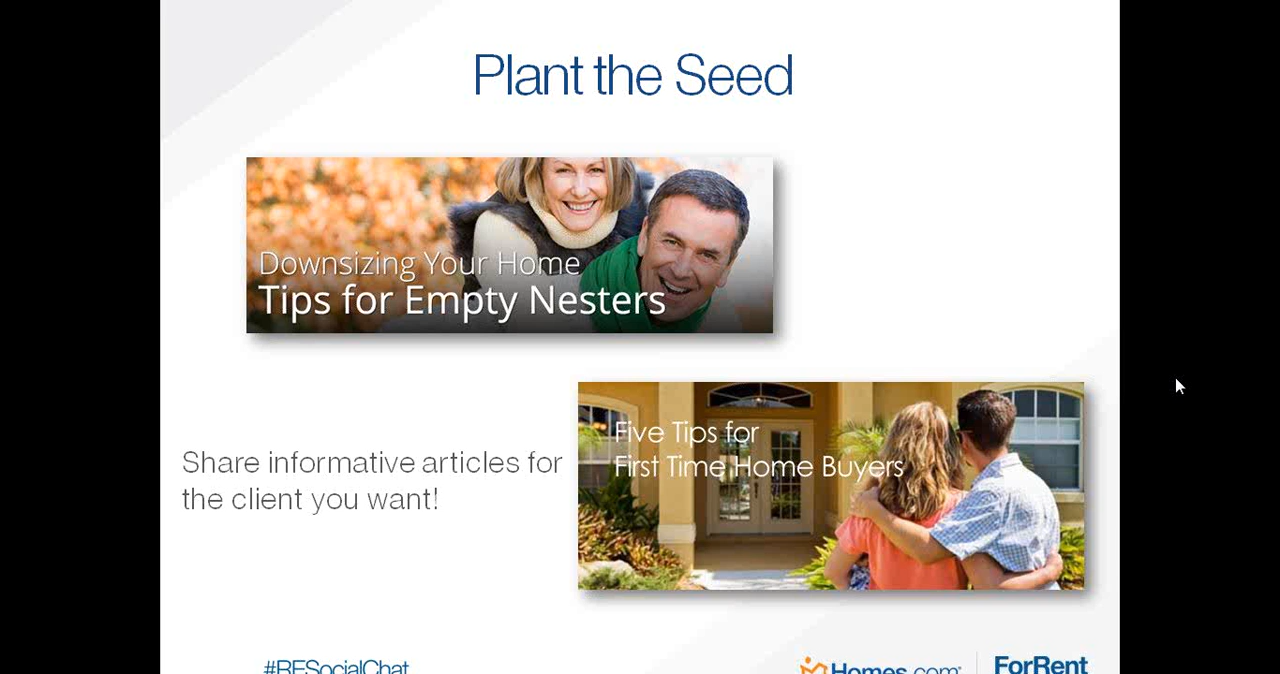 Plant the Seed
Downsizing Your Home
Tips for Empty Nesters
Five Tips for
First Time Home Buyers
Share informative articles for
the client you want!
#RESocialChat
Homes.com
ForRent